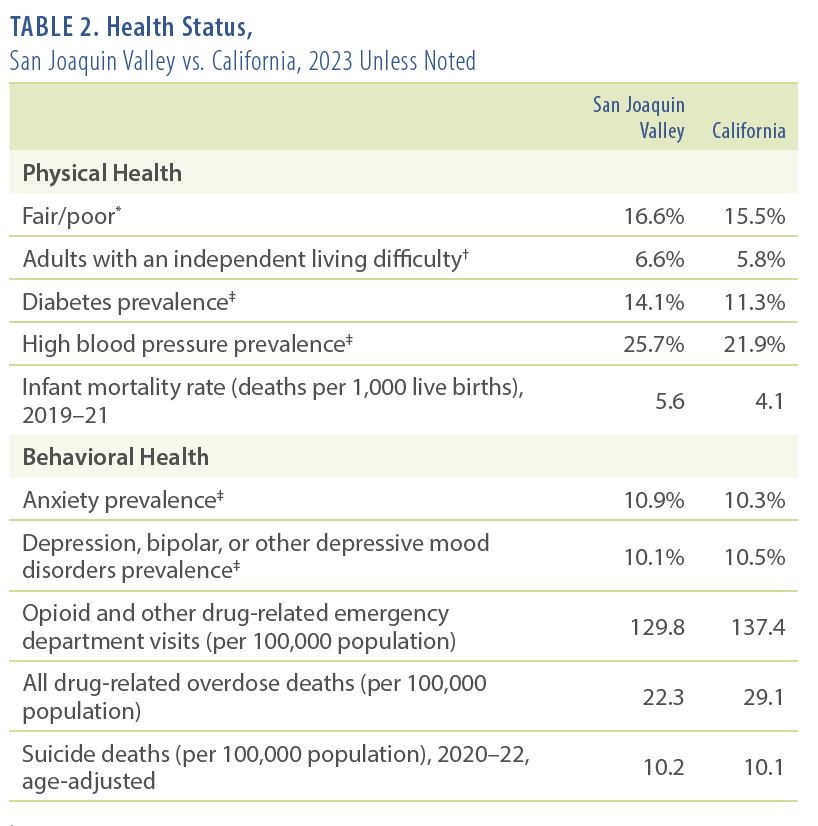 TABLE 2. Health Status,
San Joaquin Valley vs. California, 2023 Unless Noted
San Joaquin
Valley California
Physical Health
Fair/poor* 16.6% 15.5%
Adults with an independent living difficulty† 6.6% 5.8%
Diabetes prevalence‡ 14.1% 11.3%
High blood pressure prevalence‡ 25.7% 21.9%
Infant mortality rate (deaths per 1,000 live births),
2019–21 5.6 4.1
Behavioral Health
Anxiety prevalence‡ 10.9% 10.3%
Depression, bipolar, or other depressive mood
disorders prevalence‡ 10.1% 10.5%
Opioid and other drug-related emergency
department visits (per 100,000 population) 129.8 137.4
All drug-related overdose deaths (per 100,000
population) 22.3 29.1
Suicide deaths (per 100,000 population), 2020–22,
age-adjusted 10.2 10.1